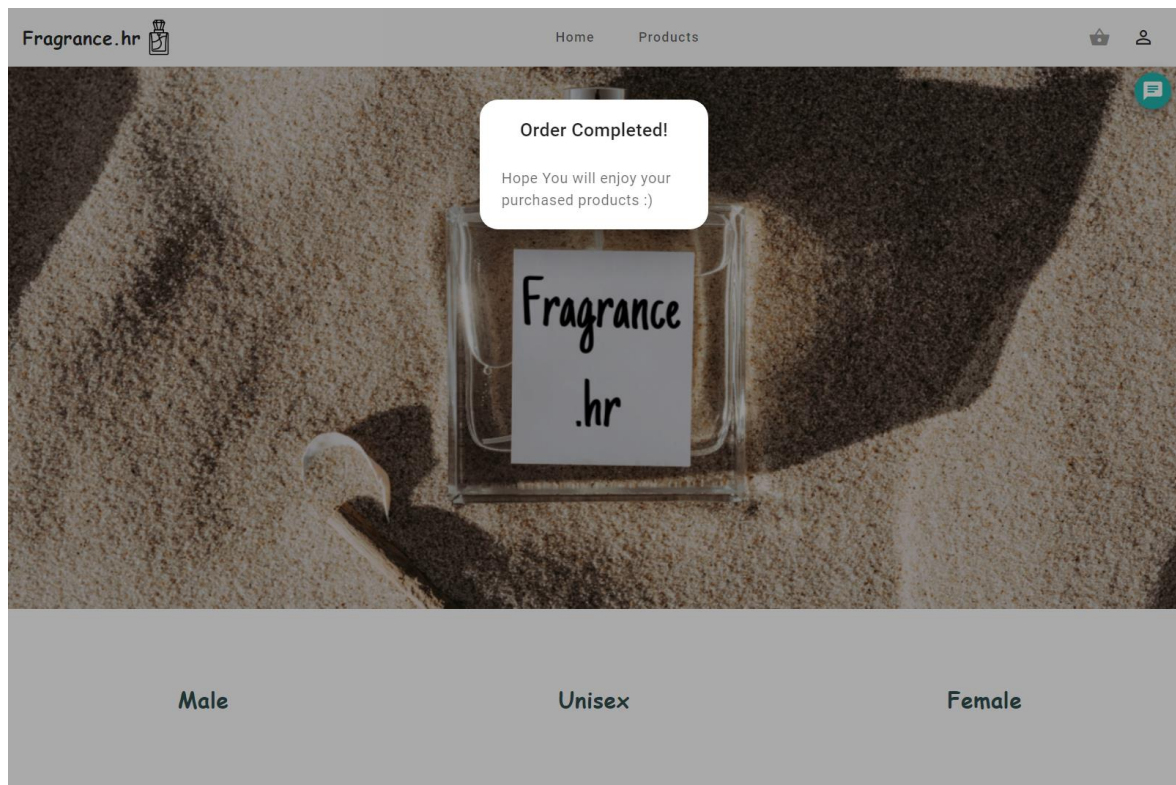 Fragrance.hr
Home
Products
Order Completed!
Hope You will enjoy your
purchased products :)
Fragrance
.hr
Male
Unisex
Female